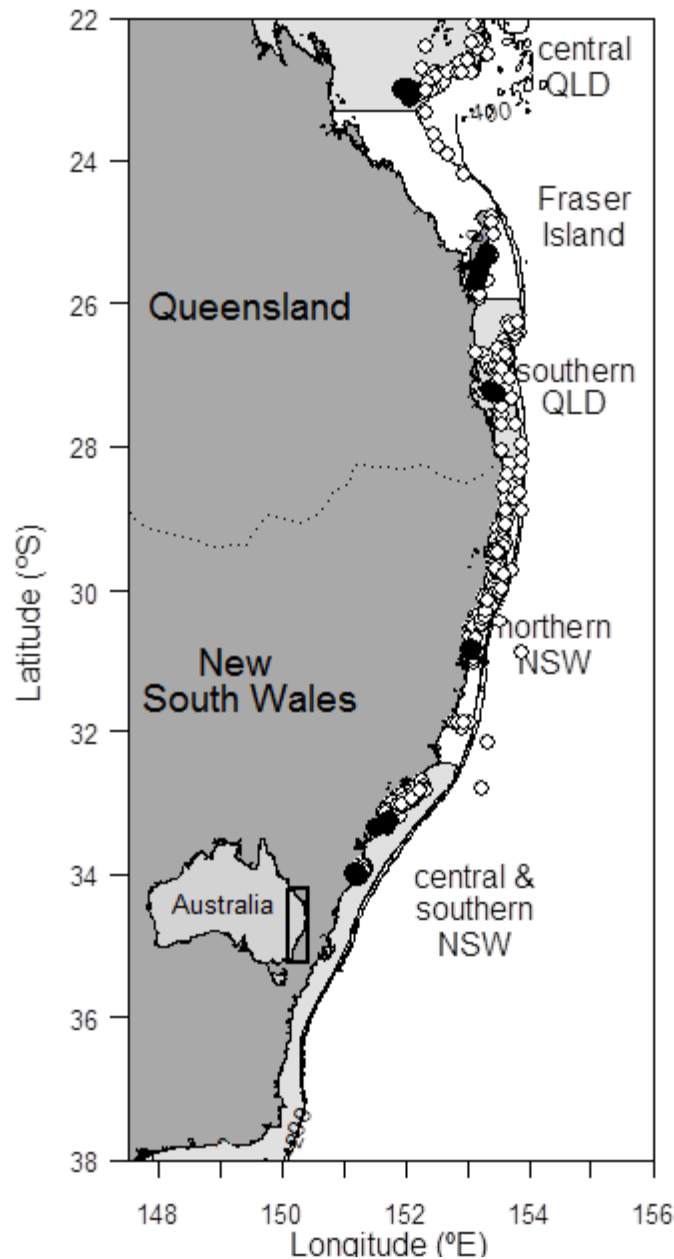 22
24
26
28
30
32
34
36
38
Latitude (ºS)
central
QLD
400
Fraser
Island
Queensland
southern
QLD
northern
NSW
New
South Wales
central &
southern
NSW
Australia
148
150
152
154
156
Longitude (ºE)